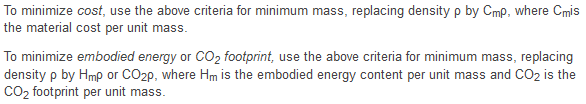 To minimize cost, use the above criteria for minimum mass, replacing density ρ by Cmρ, where Cmis
the material cost per unit mass.
To minimize embodied energy or CO2 footprint, use the above criteria for minimum mass, replacing
density ρ by Hmρ or CO2ρ, where Hm is the embodied energy content per unit mass and CO2 is the
CO2 footprint per unit mass.